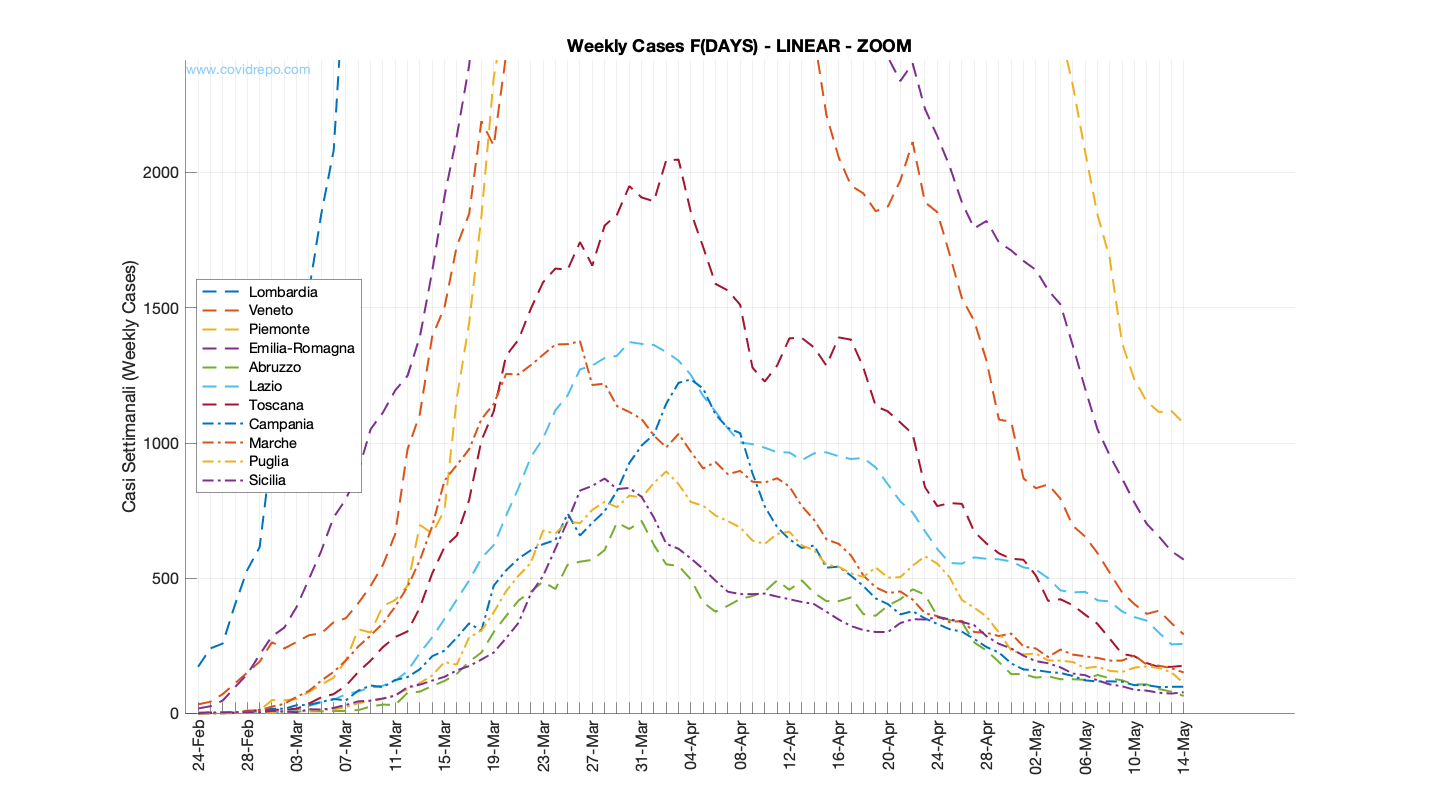 Weekly Cases F(DAYS) - LINEAR - ZOOM
www.covidrepo.com
Casi Settimanali (Weekly Cases)
2000
1500
1000
500
0
Lombardia
Veneto
Piemonte
Emilia-Romagna
Abruzzo
Lazio
Toscana
Campania
Marche
Puglia
Sicilia
24-Feb
28-Feb
03-Mar
07-Mar
11-Mar
15-Mar
19-Mar
23-Mar
27-Mar
31-Mar
04-Apr
08-Apr
12-Apr
16-Apr
20-Apr
24-Apr
28-Apr
02-May
06-May
10-May
14-May